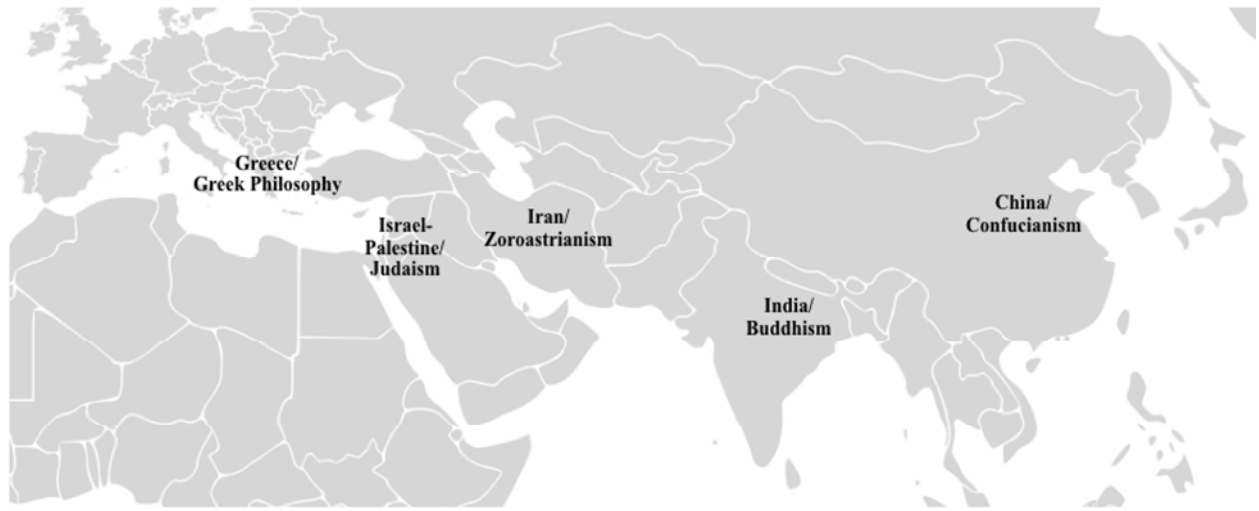 Greece/
Greek Philosophy
Israel-
Palestine/
Judaism
Iran/
Zoroastrianism
India/
Buddhism
China/
Confucianism